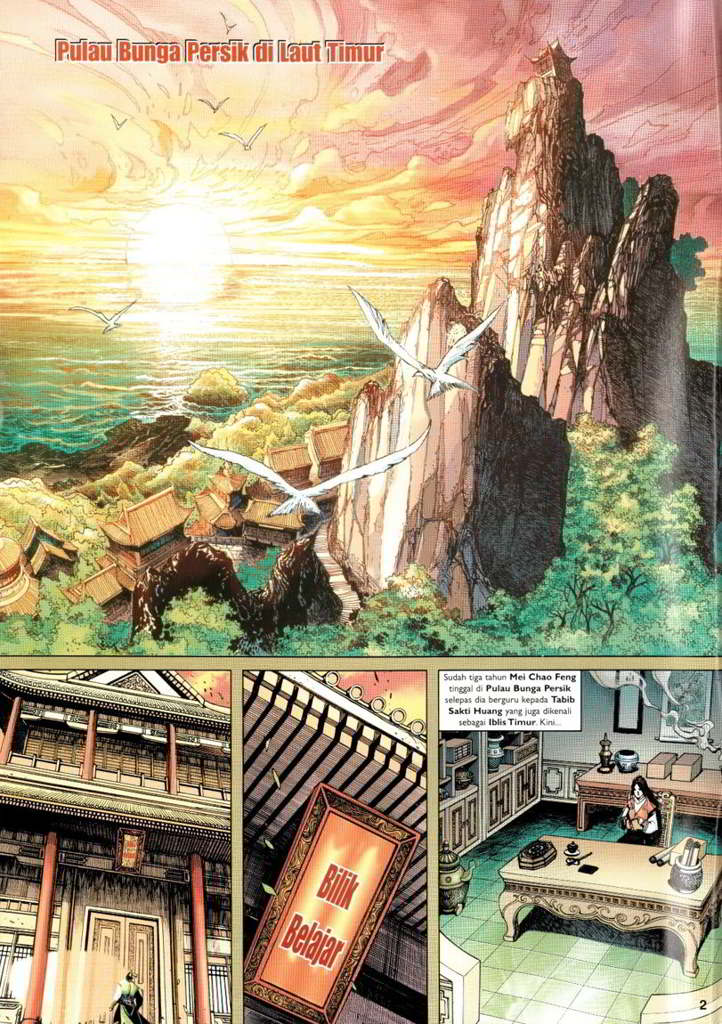 Pulau Bunga Persik di Laut Timur
Bilik
Belajar
Sudah tiga tahun Mei Chao Feng
tinggal di Pulau Bunga Persik
selepas dia berguru kepada Tabib
Sakti Huang yang juga dikenali
sebagai Iblis Timur. Kini...
2